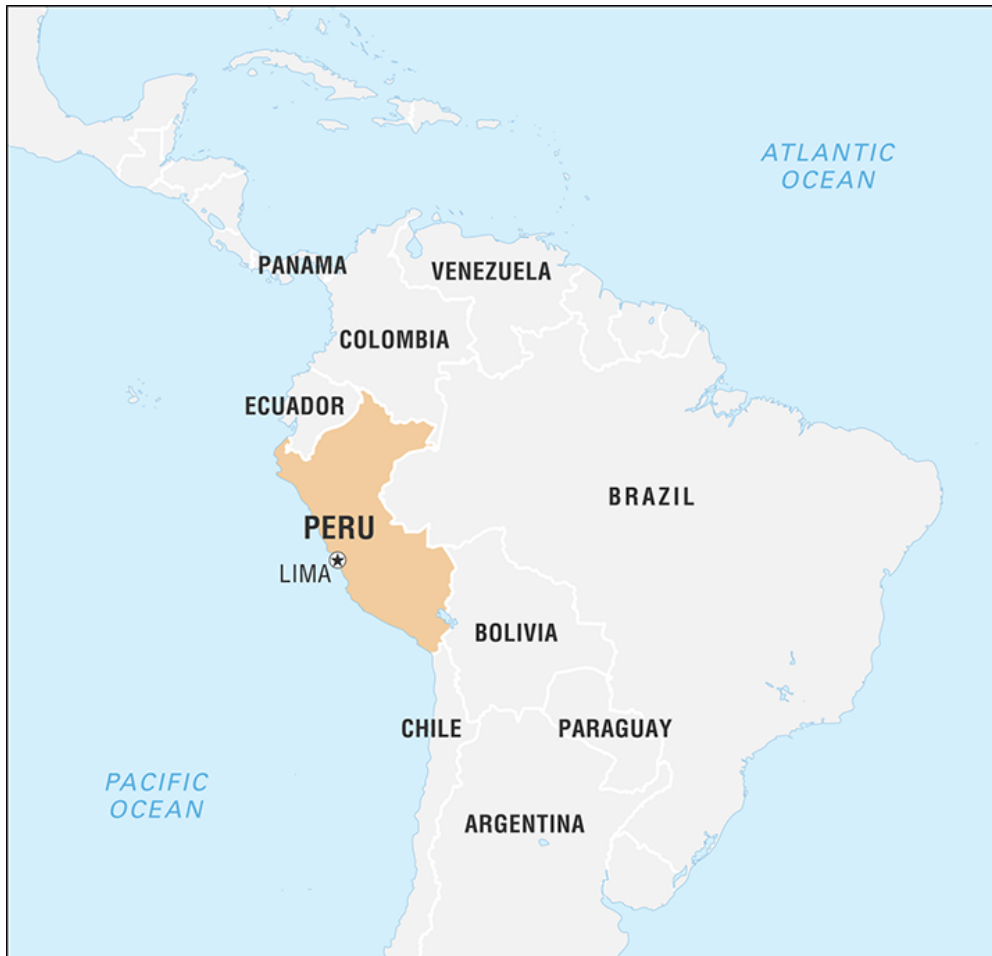 ATLANTIC
OCEAN
PANAMA
VENEZUELA
COLOMBIA
ECUADOR
BRAZIL
PERU
LIMA
BOLIVIA
CHILE
PARAGUAY
PACIFIC
OCEAN
ARGENTINA